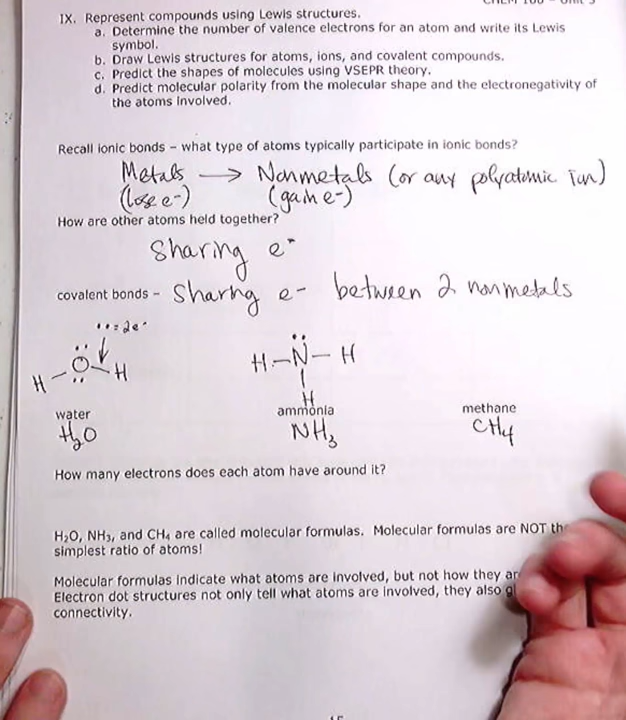 IX. Represent compounds using Lewis structures.
a. Determine the number of valence electrons for an atom and write its Lewis
symbol.
b. Draw Lewis structures for atoms, ions, and covalent compounds.
c. Predict the shapes of molecules using VSEPR theory.
d. Predict molecular polarity from the molecular shape and the electronegativity of
the atoms involved.
Recall ionic bonds – what type of atoms typically participate in ionic bonds?
Metals → Nonmetals (or any polyatomic ion)
(lose e-) (gain e-)
How are other atoms held together?
Sharing e-
covalent bonds - Sharing e- between 2 nonmetals
•• = 2e-
H–O–H H–N–H
H
water ammonia methane
H₂O NH₃ CH₄
How many electrons does each atom have around it?
H₂O, NH₃, and CH₄ are called molecular formulas. Molecular formulas are NOT th
simplest ratio of atoms!
Molecular formulas indicate what atoms are involved, but not how they ar
Electron dot structures not only tell what atoms are involved, they also g
connectivity.